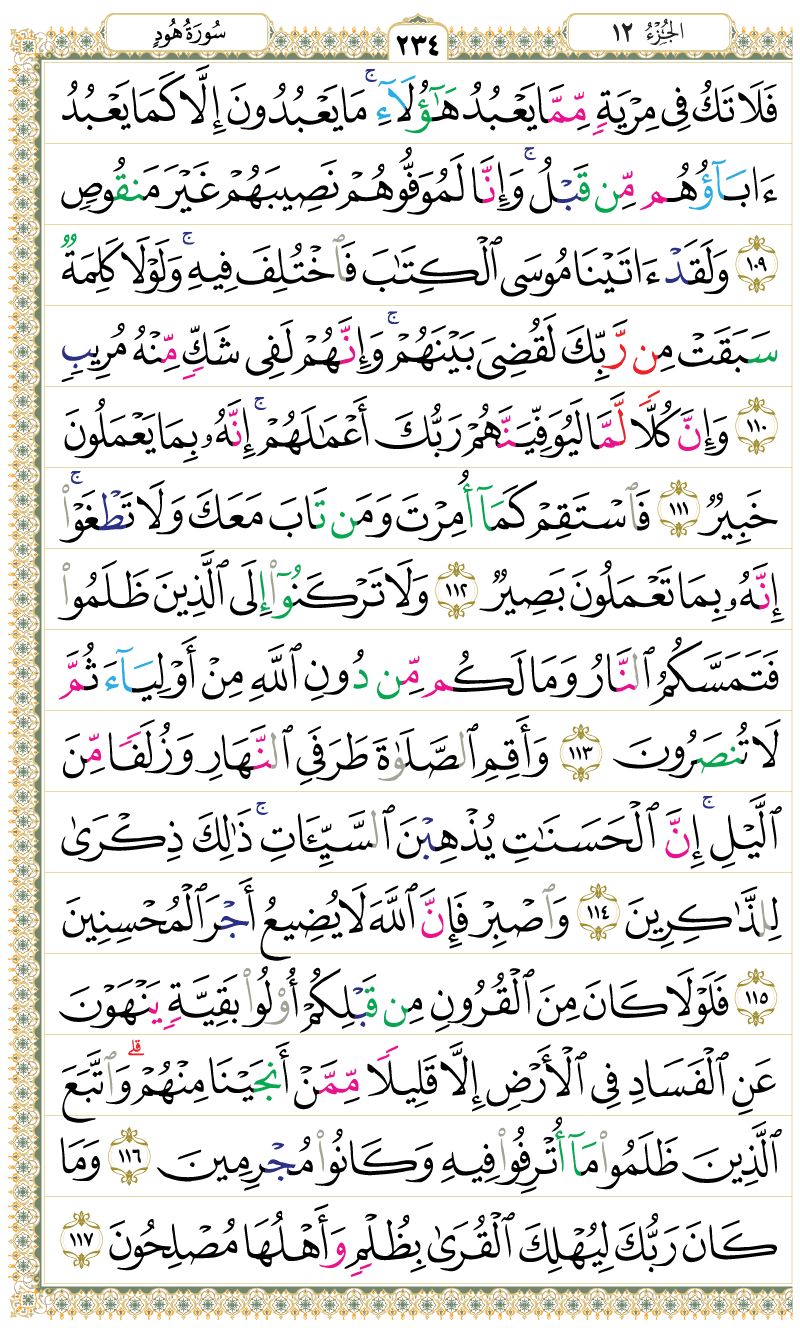 الجُزْءُ ١٢
٢٣٤
سُورَةُ هُودٍ
فَلَا تَكُ فِى مِرْيَةٍ مِّمَّا يَعْبُدُ هَـٰٓؤُلَآءِ ۚ مَا يَعْبُدُونَ إِلَّا كَمَا يَعْبُدُ
ءَابَآؤُهُم مِّن قَبْلُ ۚ وَإِنَّا لَمُوَفُّوهُمْ نَصِيبَهُمْ غَيْرَ مَنقُوصٍ
١٠٩ وَلَقَدْ ءَاتَيْنَا مُوسَى ٱلْكِتَـٰبَ فَٱخْتُلِفَ فِيهِ ۚ وَلَوْلَا كَلِمَةٌ
سَبَقَتْ مِن رَّبِّكَ لَقُضِىَ بَيْنَهُمْ ۚ وَإِنَّهُمْ لَفِى شَكٍّ مِّنْهُ مُرِيبٍ
١١٠ وَإِنَّ كُلًّا لَّمَّا لَيُوَفِّيَنَّهُمْ رَبُّكَ أَعْمَـٰلَهُمْ ۚ إِنَّهُۥ بِمَا يَعْمَلُونَ
خَبِيرٌ ١١١ فَٱسْتَقِمْ كَمَآ أُمِرْتَ وَمَن تَابَ مَعَكَ وَلَا تَطْغَوْا۟ ۚ
إِنَّهُۥ بِمَا تَعْمَلُونَ بَصِيرٌ ١١٢ وَلَا تَرْكَنُوٓا۟ إِلَى ٱلَّذِينَ ظَلَمُوا۟
فَتَمَسَّكُمُ ٱلنَّارُ وَمَا لَكُم مِّن دُونِ ٱللَّهِ مِنْ أَوْلِيَآءَ ثُمَّ
لَا تُنصَرُونَ ١١٣ وَأَقِمِ ٱلصَّلَوٰةَ طَرَفَىِ ٱلنَّهَارِ وَزُلَفًا مِّنَ
ٱلَّيْلِ ۚ إِنَّ ٱلْحَسَنَـٰتِ يُذْهِبْنَ ٱلسَّيِّـَٔاتِ ۚ ذَٰلِكَ ذِكْرَىٰ
لِلذَّٰكِرِينَ ١١٤ وَٱصْبِرْ فَإِنَّ ٱللَّهَ لَا يُضِيعُ أَجْرَ ٱلْمُحْسِنِينَ
١١٥ فَلَوْلَا كَانَ مِنَ ٱلْقُرُونِ مِن قَبْلِكُمْ أُو۟لُوا۟ بَقِيَّةٍ يَنْهَوْنَ
عَنِ ٱلْفَسَادِ فِى ٱلْأَرْضِ إِلَّا قَلِيلًا مِّمَّنْ أَنجَيْنَا مِنْهُمْ ۗ وَٱتَّبَعَ
ٱلَّذِينَ ظَلَمُوا۟ مَآ أُتْرِفُوا۟ فِيهِ وَكَانُوا۟ مُجْرِمِينَ ١١٦ وَمَا
كَانَ رَبُّكَ لِيُهْلِكَ ٱلْقُرَىٰ بِظُلْمٍ وَأَهْلُهَا مُصْلِحُونَ ١١٧